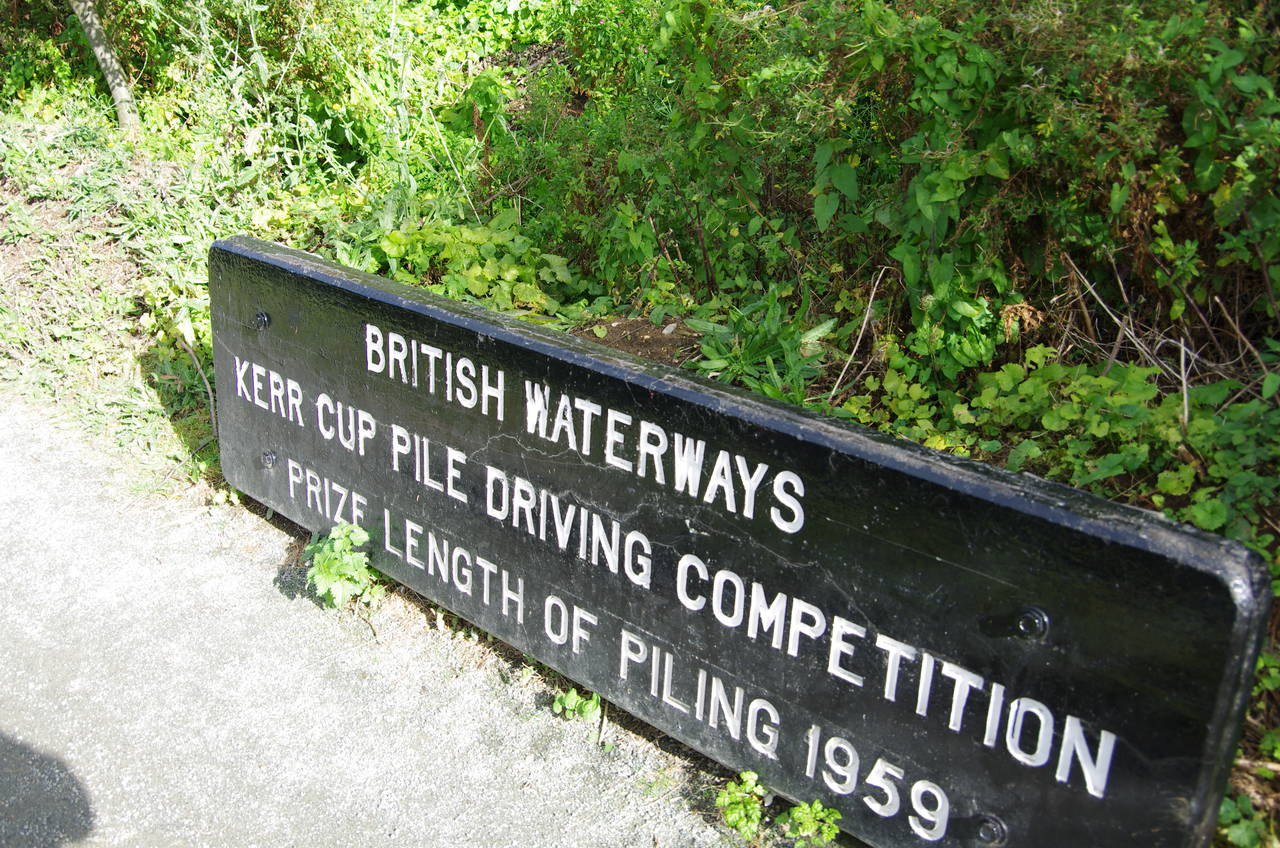 BRITISH WATERWAYS
KERR CUP PILE DRIVING COMPETITION
PRIZE LENGTH OF PILING 1959